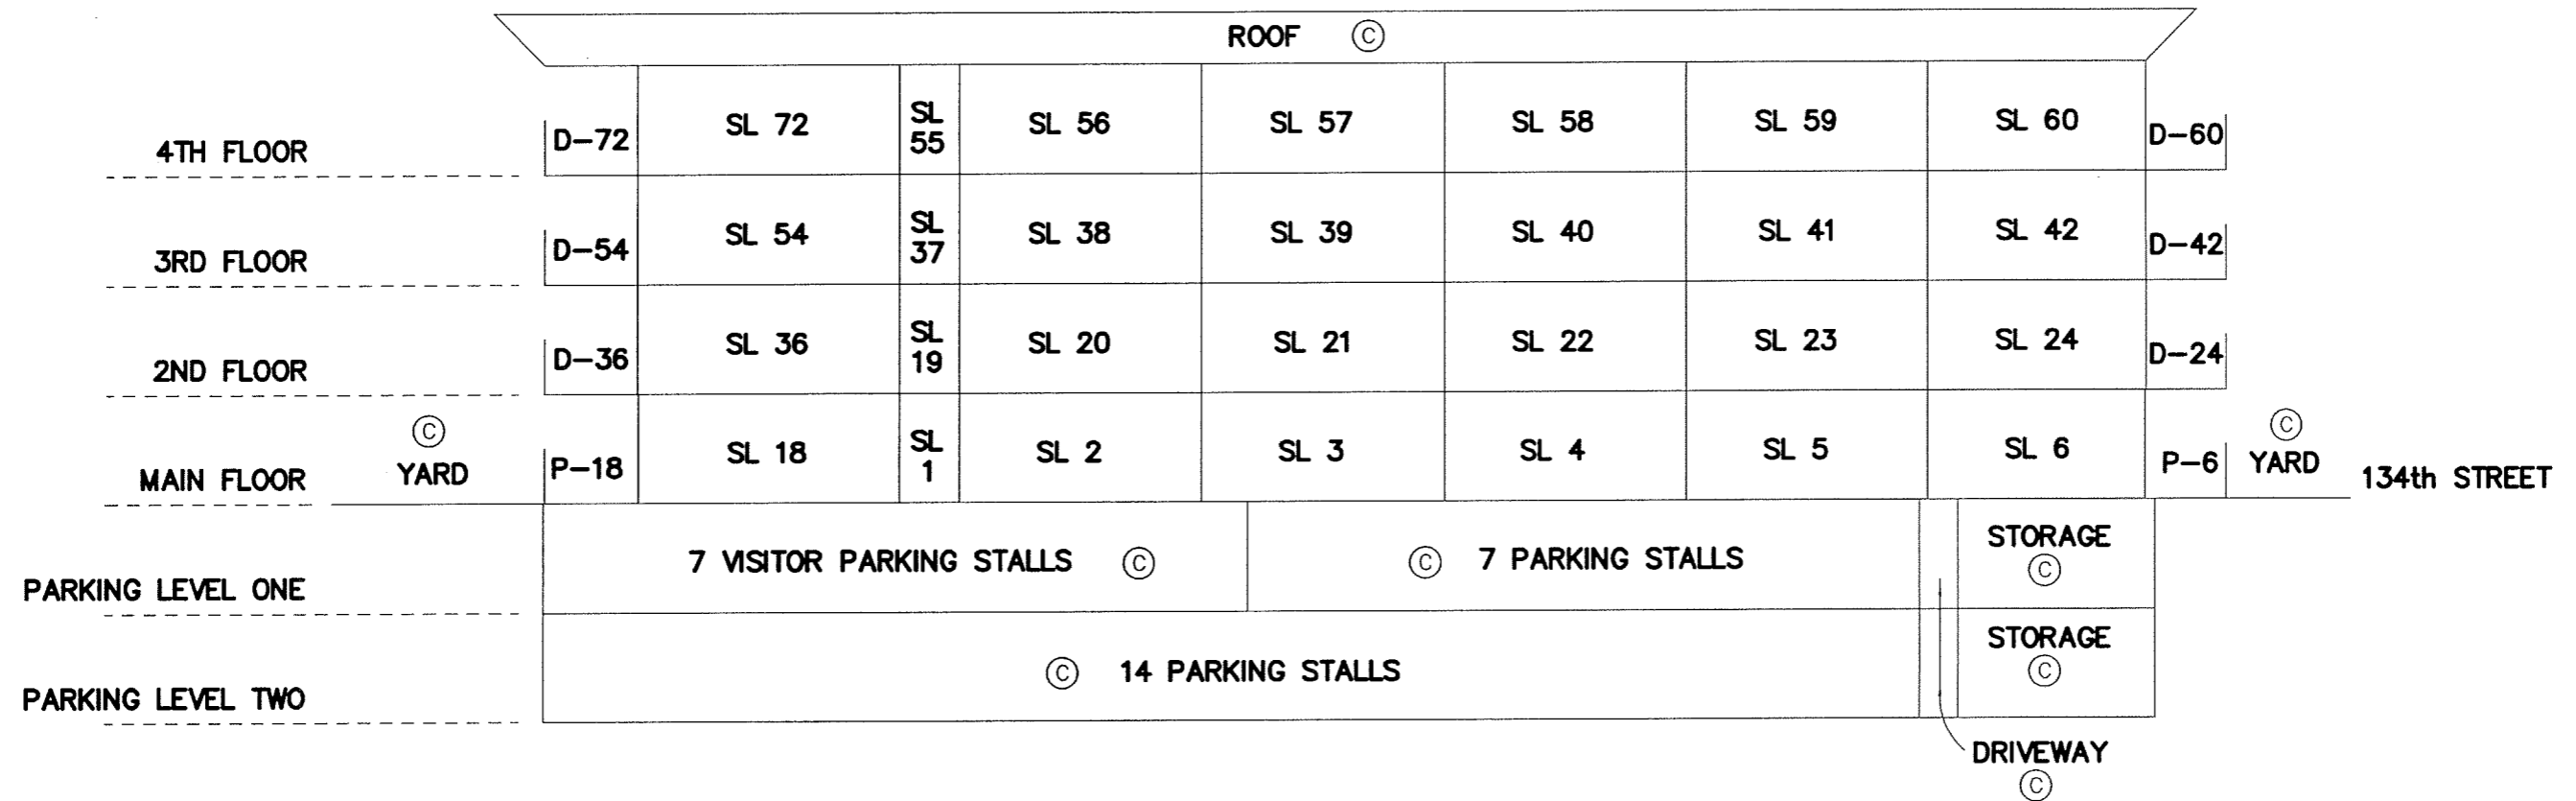 ROOF Ⓒ
4TH FLOOR D-72 SL 72 SL 55 SL 56 SL 57 SL 58 SL 59 SL 60 D-60
3RD FLOOR D-54 SL 54 SL 37 SL 38 SL 39 SL 40 SL 41 SL 42 D-42
2ND FLOOR D-36 SL 36 SL 19 SL 20 SL 21 SL 22 SL 23 SL 24 D-24
MAIN FLOOR Ⓒ YARD P-18 SL 18 SL 1 SL 2 SL 3 SL 4 SL 5 SL 6 P-6 Ⓒ YARD 134th STREET
PARKING LEVEL ONE 7 VISITOR PARKING STALLS Ⓒ Ⓒ 7 PARKING STALLS STORAGE Ⓒ
PARKING LEVEL TWO Ⓒ 14 PARKING STALLS STORAGE Ⓒ
DRIVEWAY
Ⓒ